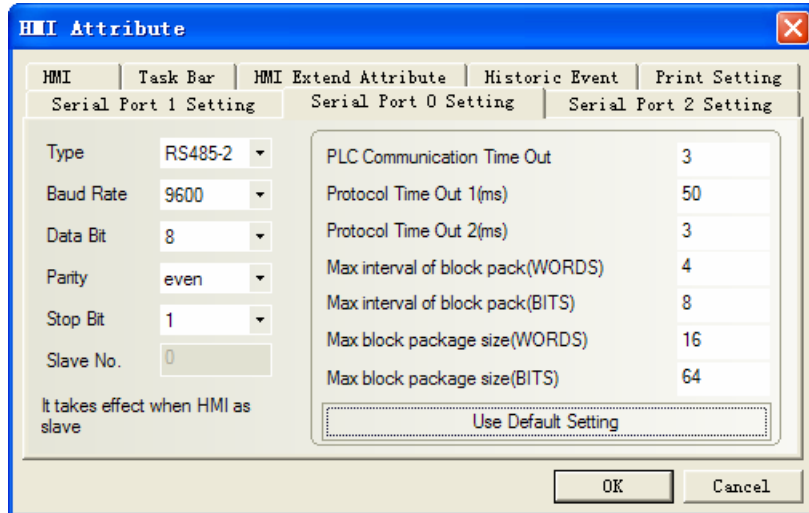 HMI Attribute
HMI Task Bar HMI Extend Attribute Historic Event Print Setting
Serial Port 1 Setting Serial Port 0 Setting Serial Port 2 Setting
Type RS485-2
Baud Rate 9600
Data Bit 8
Parity even
Stop Bit 1
Slave No. 0
It takes effect when HMI as
slave
PLC Communication Time Out 3
Protocol Time Out 1(ms) 50
Protocol Time Out 2(ms) 3
Max interval of block pack(WORDS) 4
Max interval of block pack(BITS) 8
Max block package size(WORDS) 16
Max block package size(BITS) 64
Use Default Setting
OK Cancel